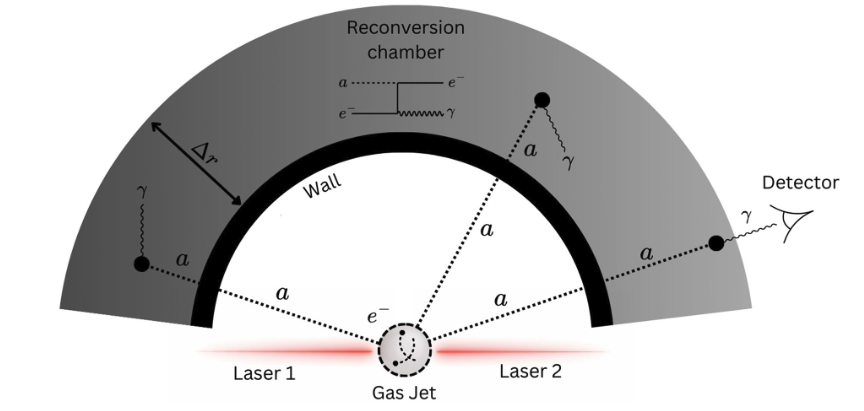 Reconversion
chamber
a e⁻
e⁻ γ
Δr
Wall
γ
a
a
e⁻
a
a
γ
a
a
γ
Detector
Laser 1
Laser 2
Gas Jet